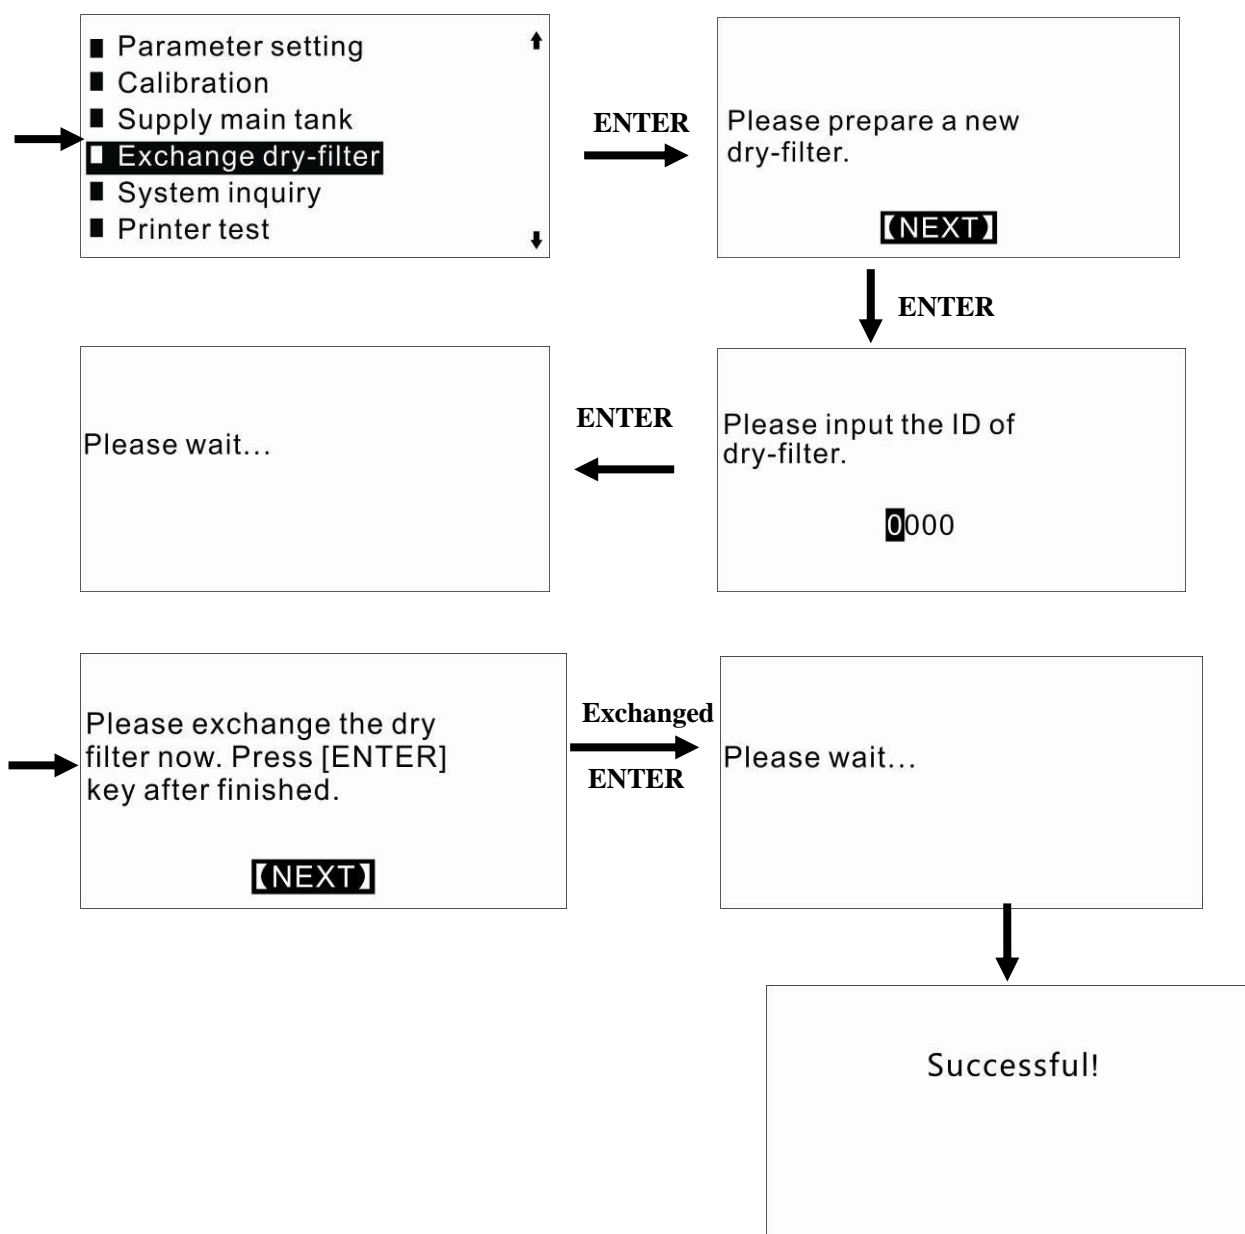 Parameter setting
Calibration
Supply main tank
Exchange dry-filter
System inquiry
Printer test
ENTER
Please prepare a new
dry-filter.
【NEXT】
ENTER
Please input the ID of
dry-filter.
0000
ENTER
Please wait...
Please exchange the dry
filter now. Press [ENTER]
key after finished.
【NEXT】
Exchanged
ENTER
Please wait...
Successful!